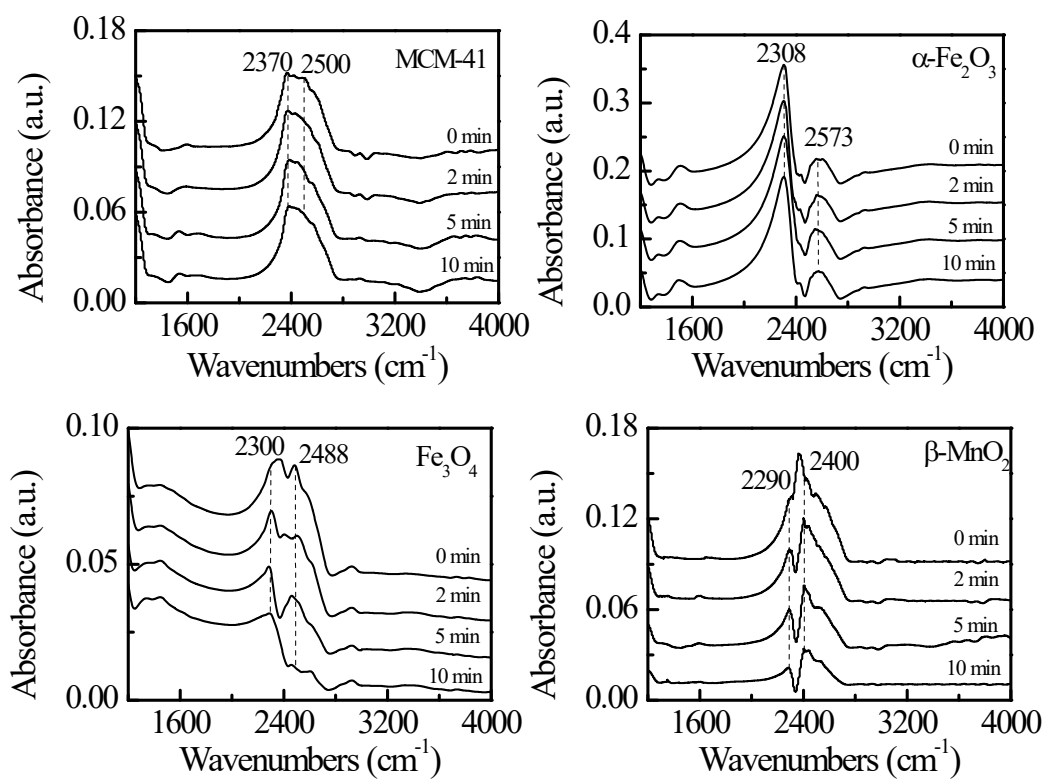 0.18
0.12
0.06
0.00
Absorbance (a.u.)
2370
2500
MCM-41
0 min
2 min
5 min
10 min
1600 2400 3200 4000
Wavenumbers (cm⁻¹)
0.4
0.3
0.2
0.1
0.0
Absorbance (a.u.)
2308
2573
α-Fe₂O₃
0 min
2 min
5 min
10 min
1600 2400 3200 4000
Wavenumbers (cm⁻¹)
0.10
0.05
0.00
Absorbance (a.u.)
2300
2488
Fe₃O₄
0 min
2 min
5 min
10 min
1600 2400 3200 4000
Wavenumbers (cm⁻¹)
0.18
0.12
0.06
0.00
Absorbance (a.u.)
2290
2400
β-MnO₂
0 min
2 min
5 min
10 min
1600 2400 3200 4000
Wavenumbers (cm⁻¹)